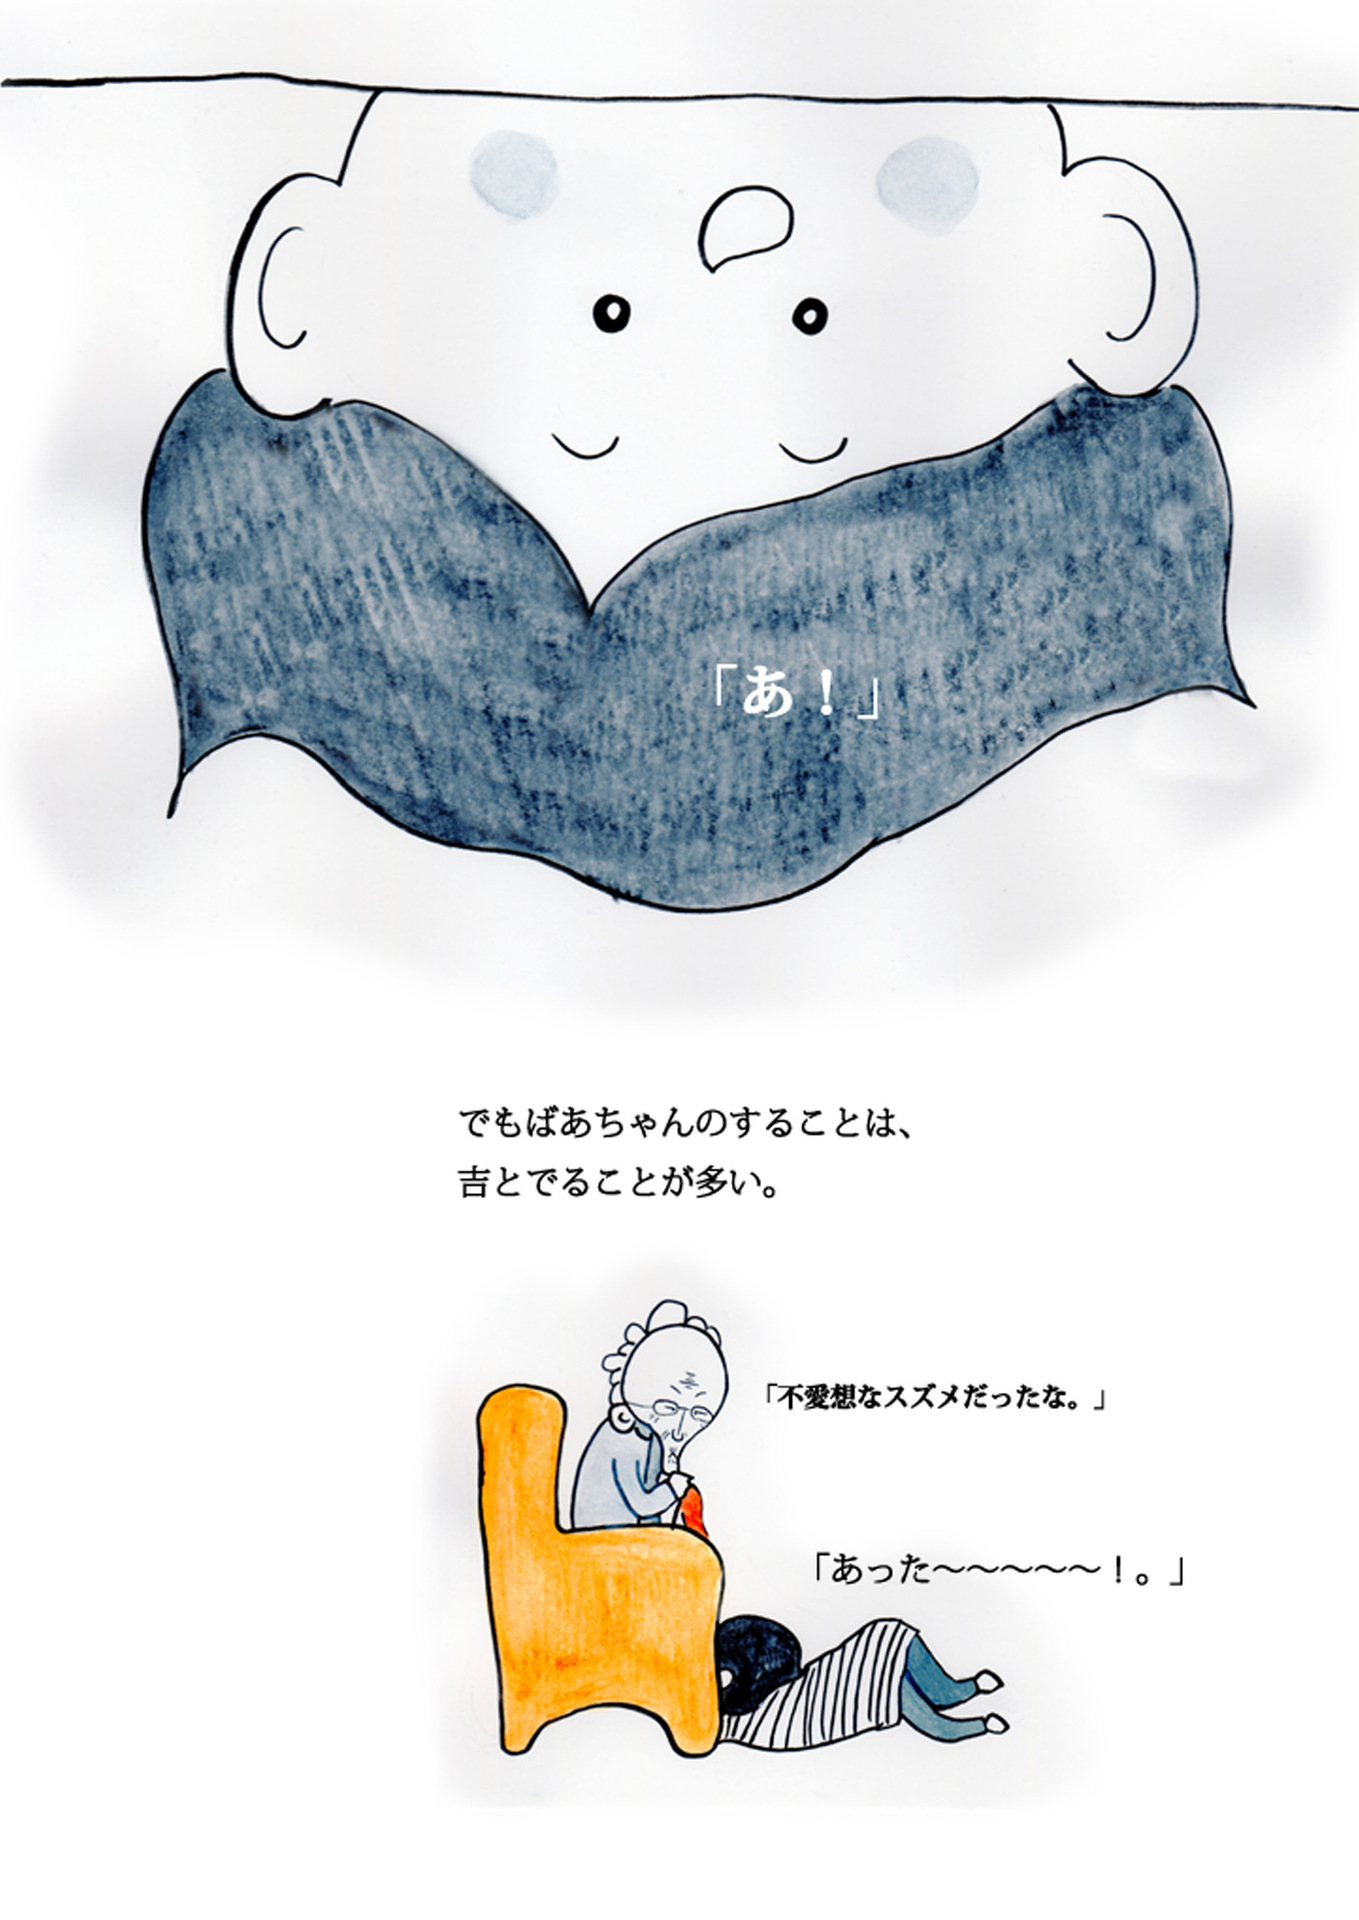 「あ！」
でもばあちゃんのすることは、
吉とでることが多い。
「不愛想なスズメだったな。」
「あった〜〜〜〜〜！。」